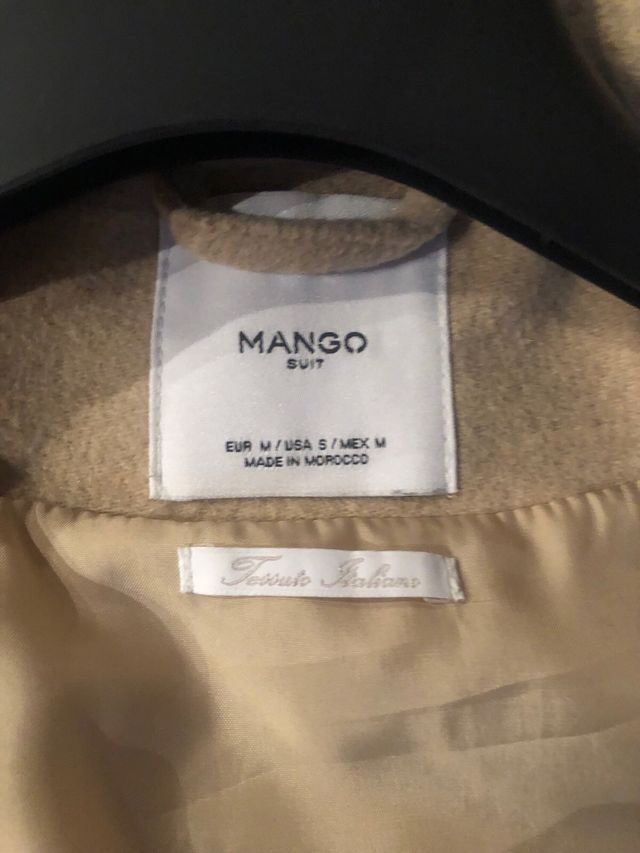 MANGO
SUIT
EUR M / USA S / MEX M
MADE IN MOROCCO
Tessuto Italiano